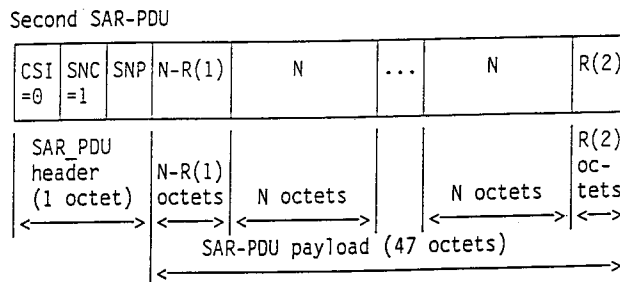 Second SAR-PDU
CSI =0 SNC =1 SNP N-R(1) N ... N R(2)
SAR_PDU header (1 octet)
N-R(1) octets
N octets
N octets
R(2) oc- tets
SAR-PDU payload (47 octets)